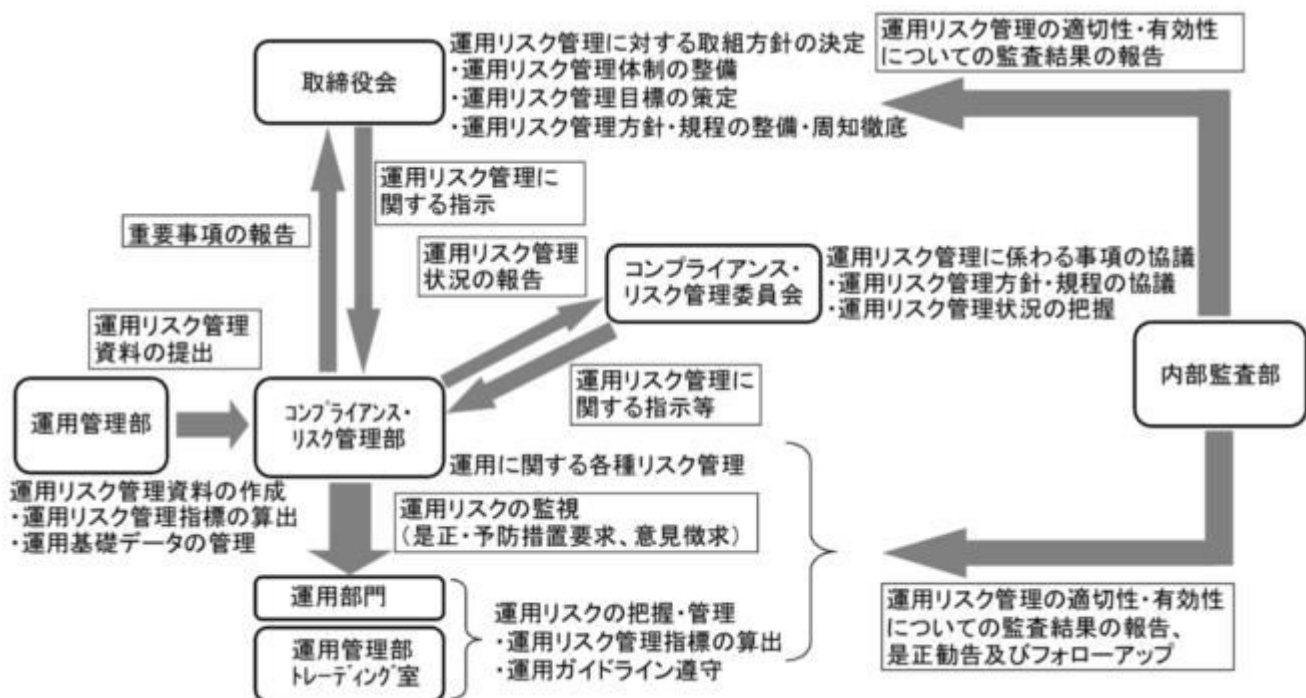 取締役会
運用リスク管理に対する取組方針の決定
・運用リスク管理体制の整備
・運用リスク管理目標の策定
・運用リスク管理方針・規程の整備・周知徹底
運用リスク管理の適切性・有効性
についての監査結果の報告
運用リスク管理に
関する指示
重要事項の報告
運用リスク管理
状況の報告
コンプライアンス・
リスク管理委員会
運用リスク管理に係わる事項の協議
・運用リスク管理方針・規程の協議
・運用リスク管理状況の把握
運用リスク管理
資料の提出
運用リスク管理に
関する指示等
内部監査部
運用管理部
コンプライアンス・
リスク管理部
運用に関する各種リスク管理
運用リスク管理資料の作成
・運用リスク管理指標の算出
・運用基礎データの管理
運用リスクの監視
（是正・予防措置要求、意見徴求）
運用部門
運用管理部
トレーディング室
運用リスクの把握・管理
・運用リスク管理指標の算出
・運用ガイドライン遵守
運用リスク管理の適切性・有効性
についての監査結果の報告、
是正勧告及びフォローアップ